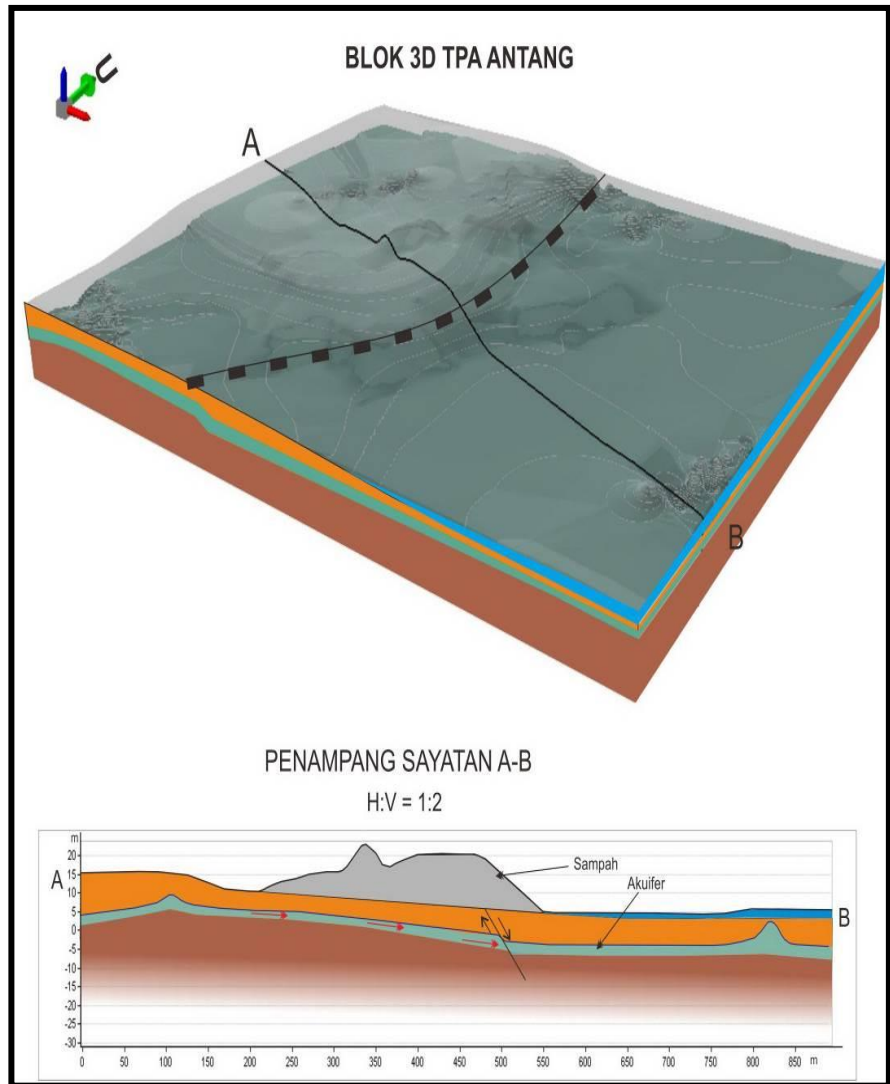 BLOK 3D TPA ANTANG
U
A
B
PENAMPANG SAYATAN A-B
H:V = 1:2
m
20
15
10
5
0
-5
-10
-15
-20
-25
-30
A
Sampah
Akuifer
B
0 50 100 150 200 250 300 350 400 450 500 550 600 650 700 750 800 850 m